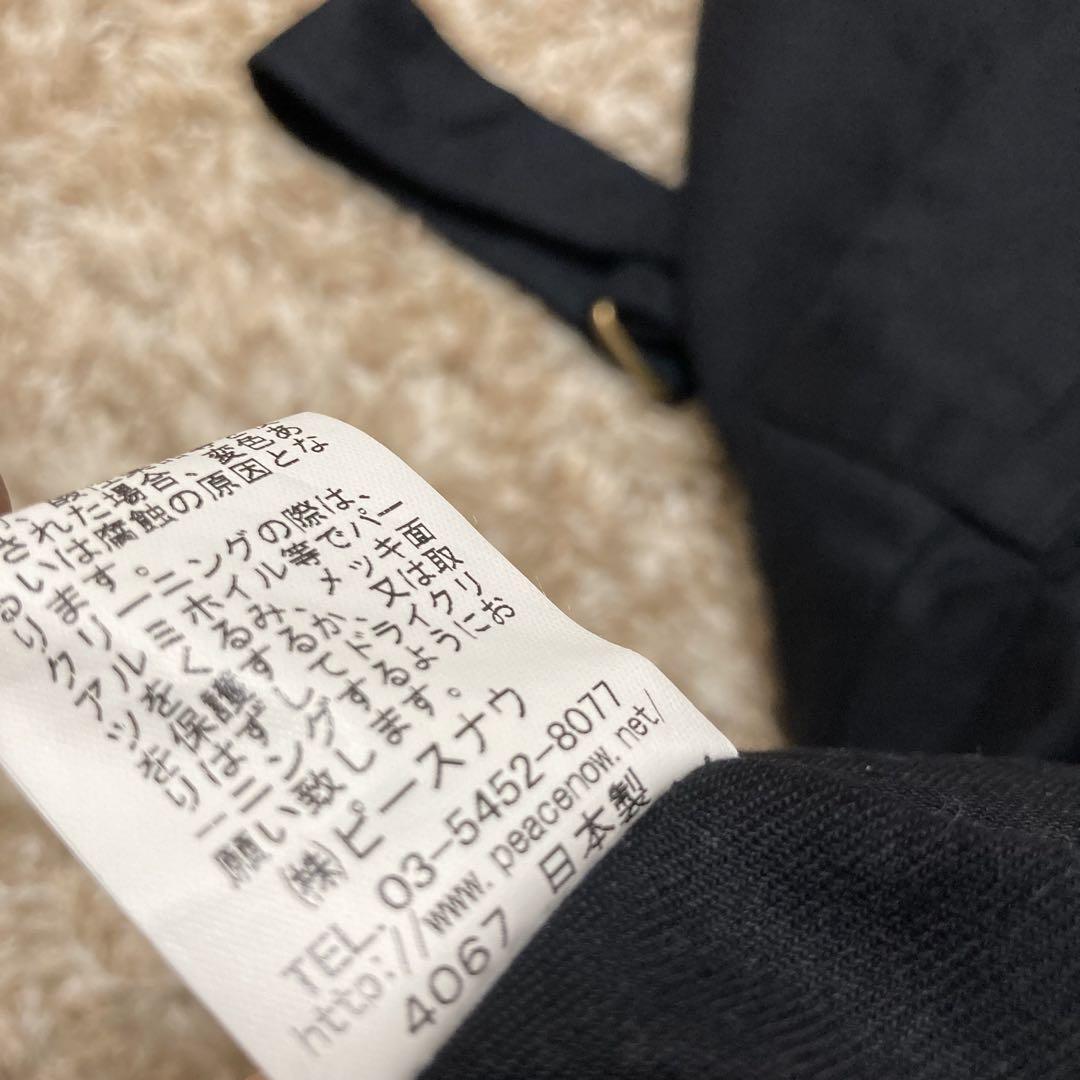 された場合、変色あ
るいは腐蝕の原因とな
ります。
クリーニングの際は、
アルミホイル等でパー
ツをくるみ、メッキ面
を保護するか、又は取
りはずしてドライクリ
ーニングするようにお
願い致します。
㈱ピースナウ
TEL. 03-5452-8077
http://www.peacenow.net/
4067 日本製